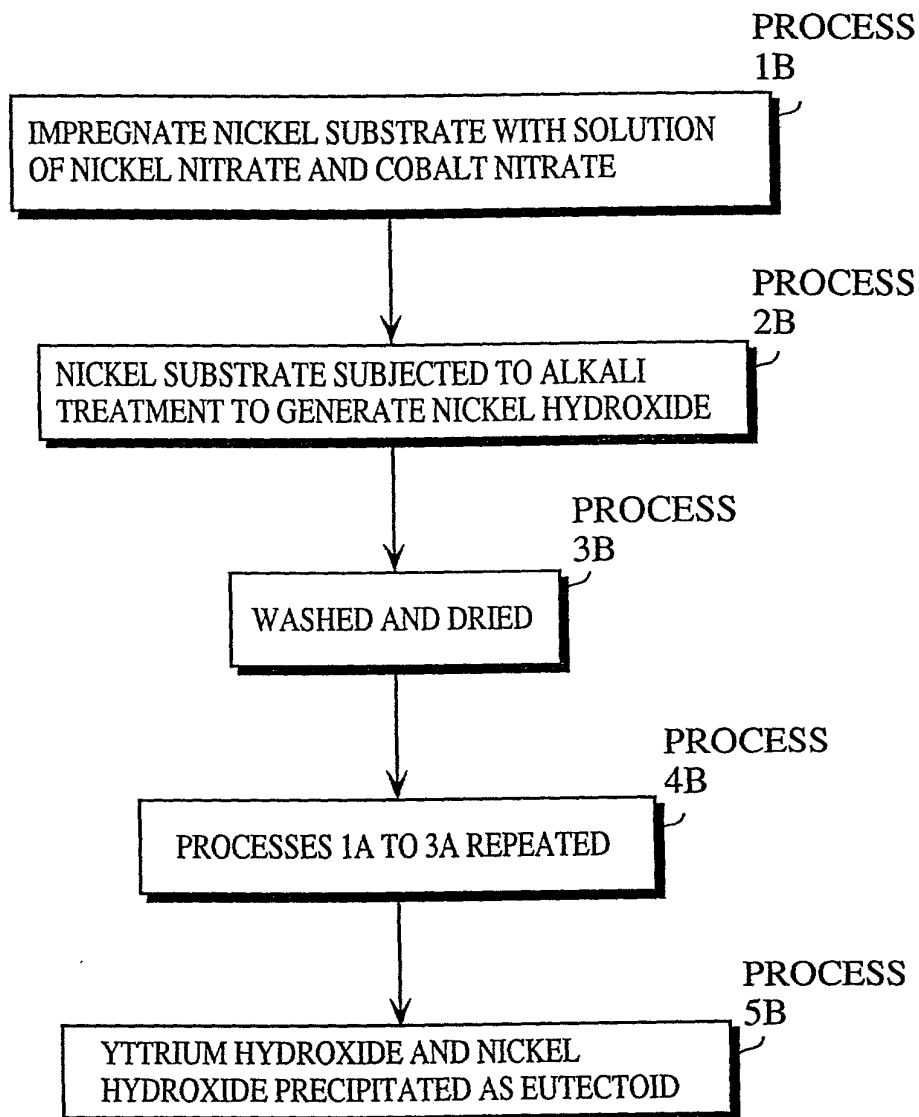 PROCESS
1B
IMPREGNATE NICKEL SUBSTRATE WITH SOLUTION
OF NICKEL NITRATE AND COBALT NITRATE
PROCESS
2B
NICKEL SUBSTRATE SUBJECTED TO ALKALI
TREATMENT TO GENERATE NICKEL HYDROXIDE
PROCESS
3B
WASHED AND DRIED
PROCESS
4B
PROCESSES 1A TO 3A REPEATED
PROCESS
5B
YTTRIUM HYDROXIDE AND NICKEL
HYDROXIDE PRECIPITATED AS EUTECTOID